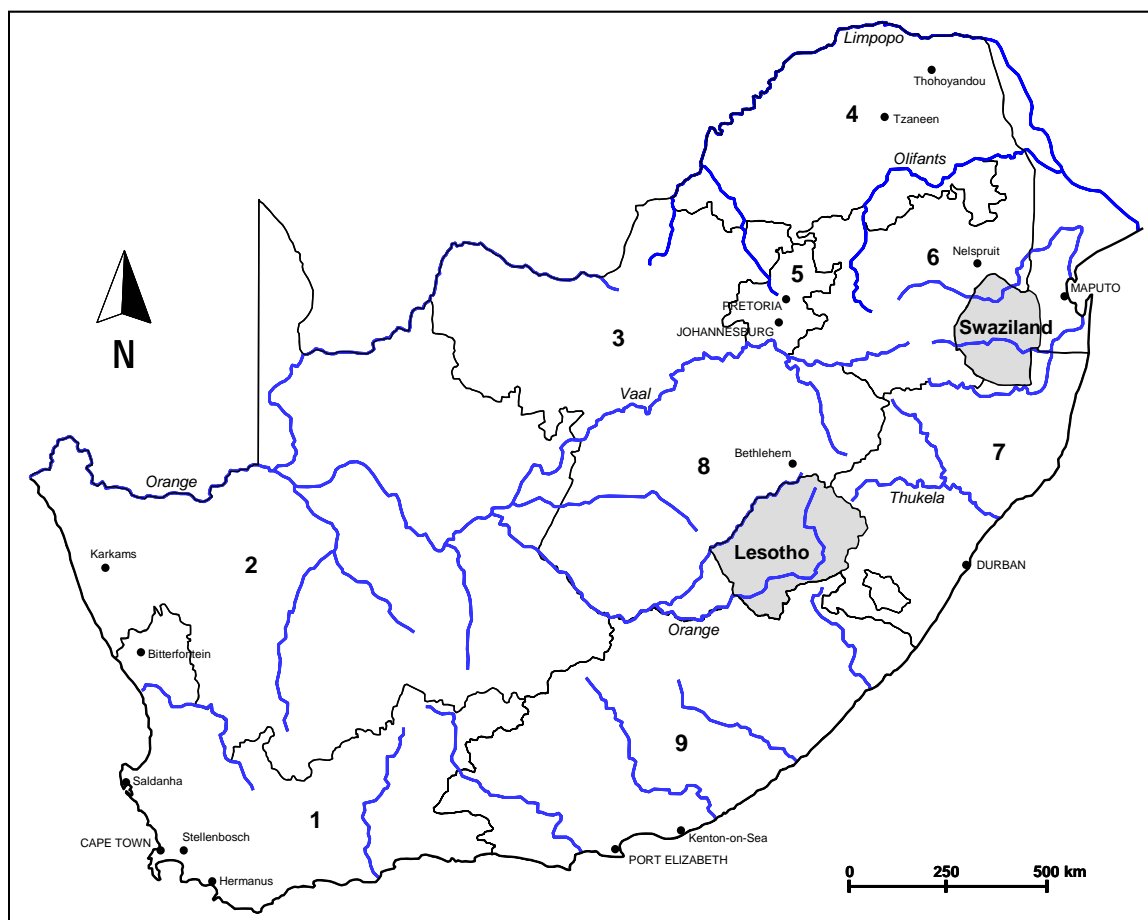 Limpopo
Thohoyandou
4
Tzaneen
Olifants
6
Nelspruit
5
MAPUTO
PRETORIA
Swaziland
JOHANNESBURG
3
N
Vaal
7
Bethlehem
8
Orange
Thukela
Lesotho
Karkams
2
DURBAN
Orange
Bitterfontein
9
Saldanha
1
Kenton-on-Sea
CAPE TOWN
Stellenbosch
PORT ELIZABETH
Hermanus
0 250 500 km